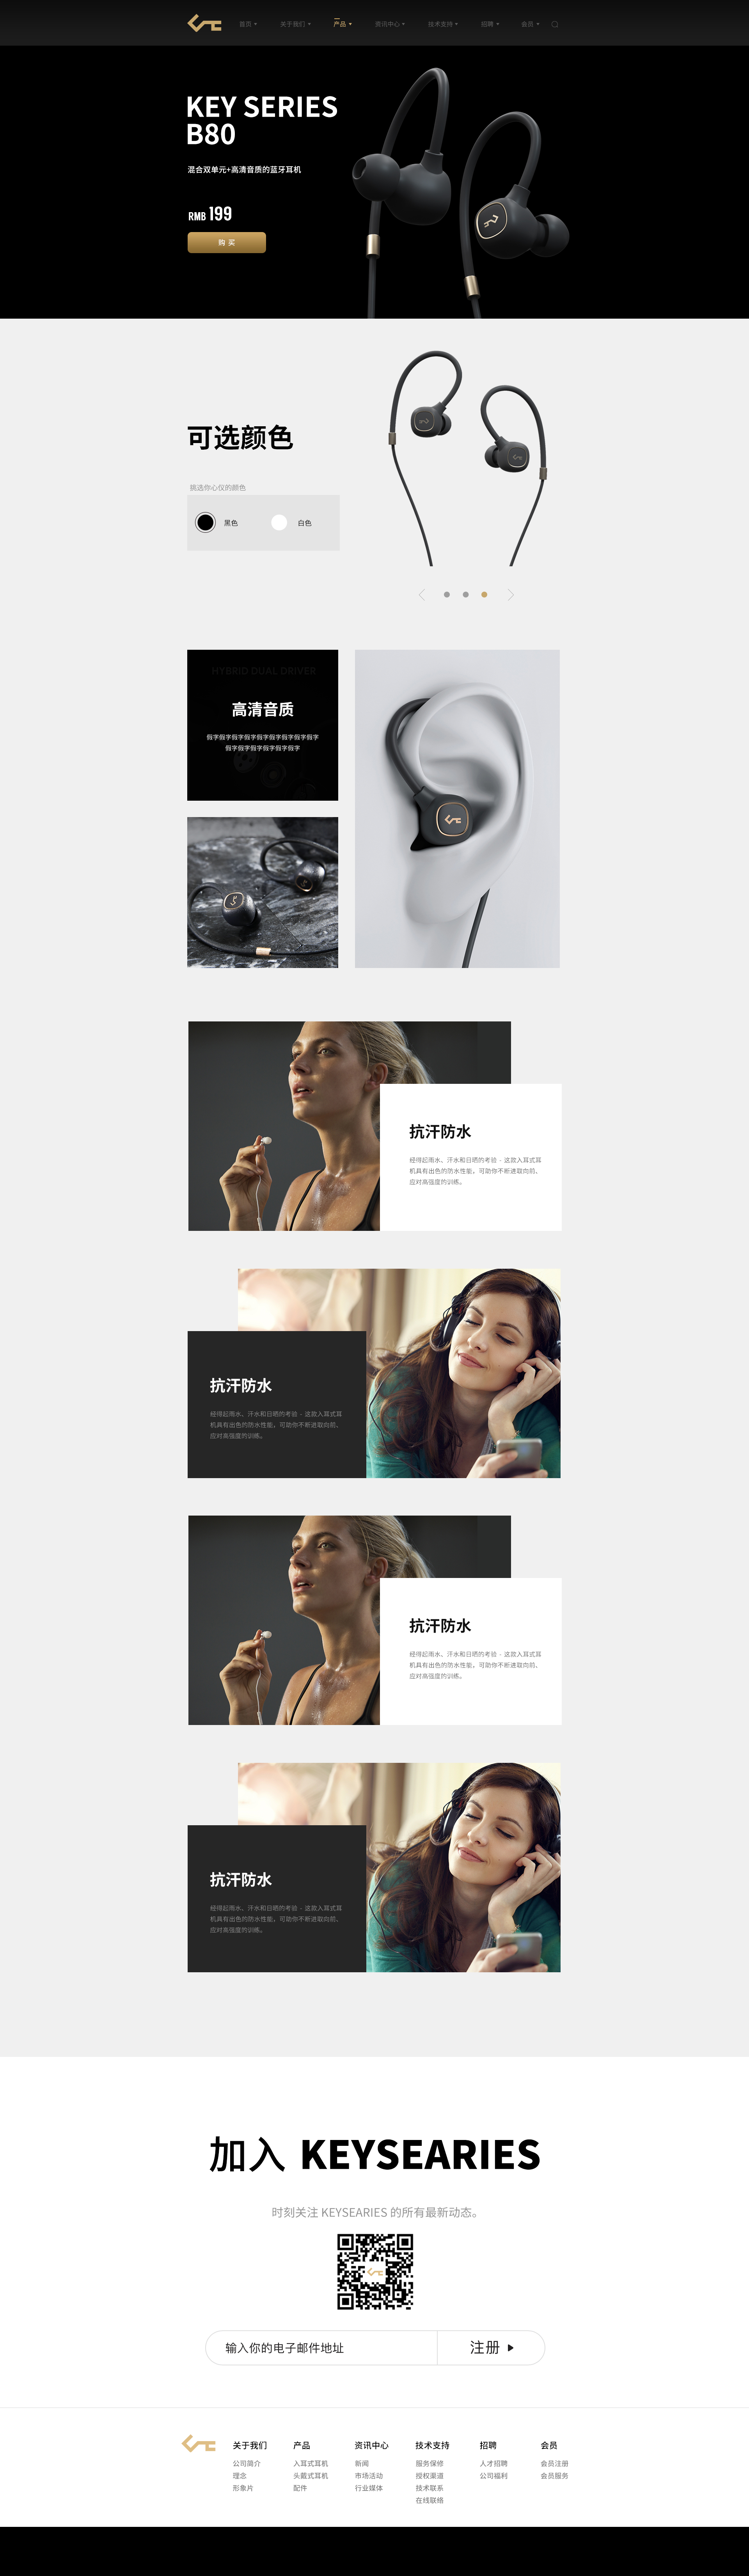 首页
关于我们
产品
资讯中心
技术支持
招聘
会员
KEY SERIES
B80
混合双单元+高清音质的蓝牙耳机
RMB 199
购 买
可选颜色
挑选你心仪的颜色
黑色
白色
HYBRID DUAL DRIVER
高清音质
假字假字假字假字假字假字假字假字假字
假字假字假字假字假字假字
抗汗防水
经得起雨水、汗水和日晒的考验 - 这款入耳式耳
机具有出色的防水性能，可助你不断进取向前、
应对高强度的训练。
抗汗防水
经得起雨水、汗水和日晒的考验 - 这款入耳式耳
机具有出色的防水性能，可助你不断进取向前、
应对高强度的训练。
抗汗防水
经得起雨水、汗水和日晒的考验 - 这款入耳式耳
机具有出色的防水性能，可助你不断进取向前、
应对高强度的训练。
抗汗防水
经得起雨水、汗水和日晒的考验 - 这款入耳式耳
机具有出色的防水性能，可助你不断进取向前、
应对高强度的训练。
加入 KEYSEARIES
时刻关注 KEYSEARIES 的所有最新动态。
输入你的电子邮件地址
注册
关于我们
公司简介
理念
形象片
产品
入耳式耳机
头戴式耳机
配件
资讯中心
新闻
市场活动
行业媒体
技术支持
服务保修
授权渠道
技术联系
在线联络
招聘
人才招聘
公司福利
会员
会员注册
会员服务